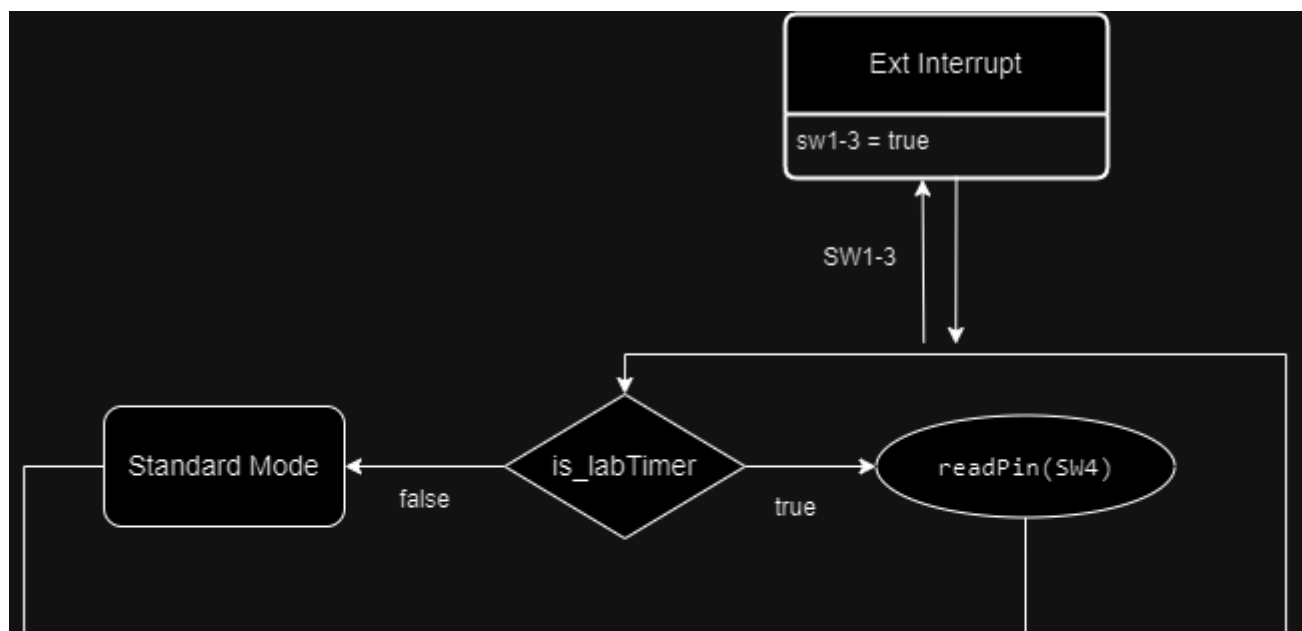 Ext Interrupt
sw1-3 = true
SW1-3
Standard Mode
is_labTimer
readPin(SW4)
false
true